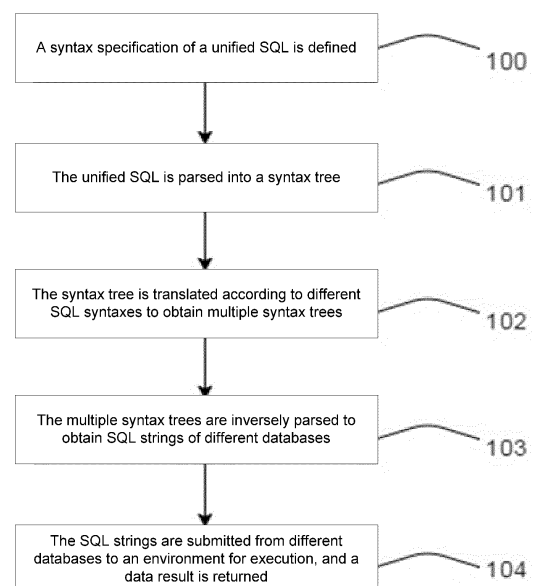 A syntax specification of a unified SQL is defined
100
The unified SQL is parsed into a syntax tree
101
The syntax tree is translated according to different
SQL syntaxes to obtain multiple syntax trees
102
The multiple syntax trees are inversely parsed to
obtain SQL strings of different databases
103
The SQL strings are submitted from different
databases to an environment for execution, and a
data result is returned
104